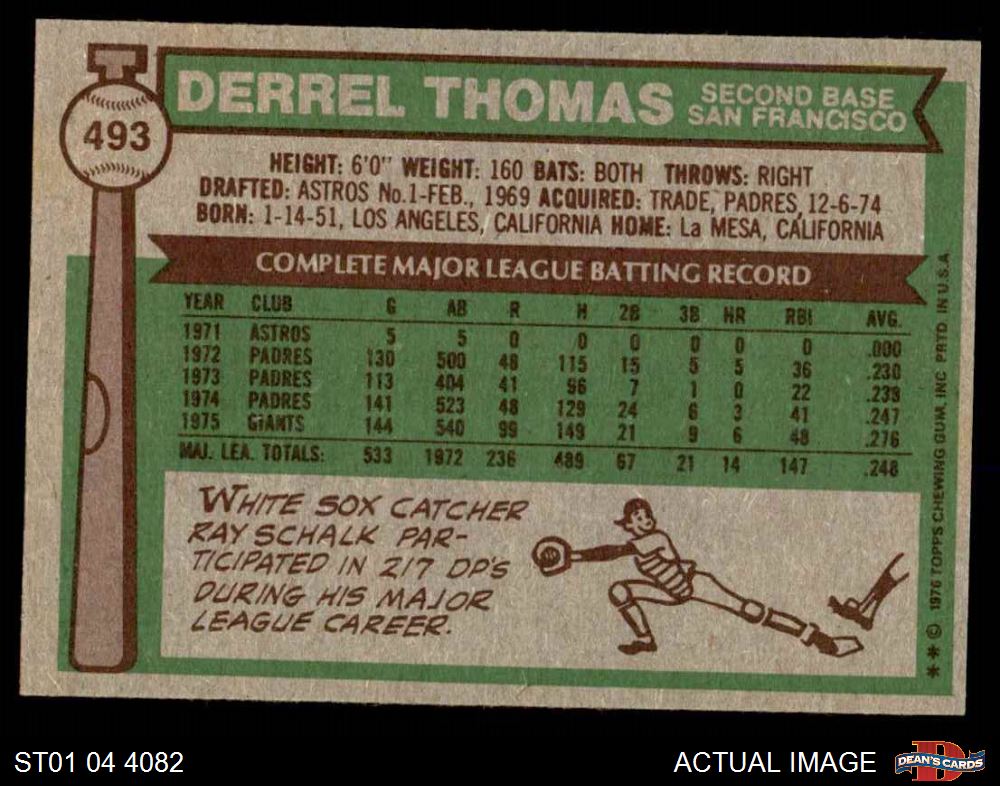 493
DERREL THOMAS
SECOND BASE
SAN FRANCISCO
HEIGHT: 6'0" WEIGHT: 160 BATS: BOTH THROWS: RIGHT
DRAFTED: ASTROS No.1-FEB., 1969 ACQUIRED: TRADE, PADRES, 12-6-74
BORN: 1-14-51, LOS ANGELES, CALIFORNIA HOME: La MESA, CALIFORNIA
COMPLETE MAJOR LEAGUE BATTING RECORD
YEAR CLUB G AB R H 2B 3B HR RBI AVG.
1971 ASTROS 5 5 0 0 0 0 0 0 .000
1972 PADRES 130 500 48 115 15 5 5 36 .230
1973 PADRES 113 404 41 96 7 1 0 22 .238
1974 PADRES 141 523 48 129 24 6 3 41 .247
1975 GIANTS 144 540 99 149 21 9 6 48 .276
MAJ. LEA. TOTALS: 533 1972 236 489 67 21 14 147 .248
WHITE SOX CATCHER
RAY SCHALK PAR-
TICIPATED IN 217 DP'S
DURING HIS MAJOR
LEAGUE CAREER.
* * © 1976 TOPPS CHEWING GUM, INC PRTD IN U.S.A.
ST01 04 4082
ACTUAL IMAGE
D
DEAN'S CARDS